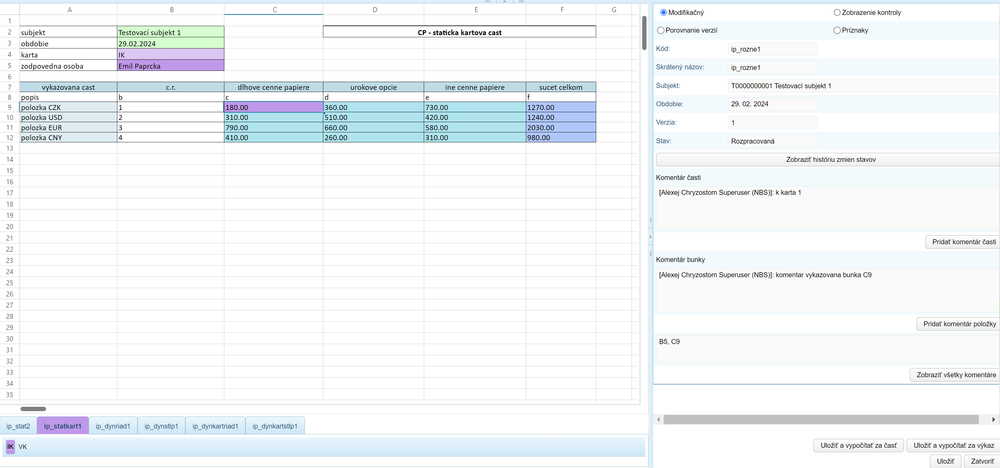 A B C D E F G
1
2 subjekt Testovací subjekt 1 CP - staticka kartova cast
3 obdobie 29.02.2024
4 karta IK
5 zodpovedna osoba Emil Paprcka
6
7 vykazovana cast c.r. dlhove cenne papiere urokove opcie ine cenne papiere sucet celkom
8 popis b c d e f
9 polozka CZK 1 180.00 360.00 730.00 1270.00
10 polozka USD 2 310.00 510.00 420.00 1240.00
11 polozka EUR 3 790.00 660.00 580.00 2030.00
12 polozka CNY 4 410.00 260.00 310.00 980.00
13
14
15
16
17
18
19
20
21
22
23
24
25
26
27
28
29
30
31
32
33
34
35
ip_stat2 ip_statkart1 ip_dynriad1 ip_dynstlp1 ip_dynkartriad1 ip_dynkartstlp1
IK VK
Modifikačný Zobrazenie kontroly
Porovnanie verzií Príznaky
Kód: ip_rozne1
Skrátený názov: ip_rozne1
Subjekt: T0000000001 Testovací subjekt 1
Obdobie: 29. 02. 2024
Verzia: 1
Stav: Rozpracovaná
Zobraziť históriu zmien stavov
Komentár časti
[Alexej Chryzostom Superuser (NBS)]: k karta 1
Pridať komentár časti
Komentár bunky
[Alexej Chryzostom Superuser (NBS)]: komentar vykazovana bunka C9
Pridať komentár položky
B5, C9
Zobraziť všetky komentáre
Uložiť a vypočítať za časť Uložiť a vypočítať za výkaz
Uložiť Zatvoriť